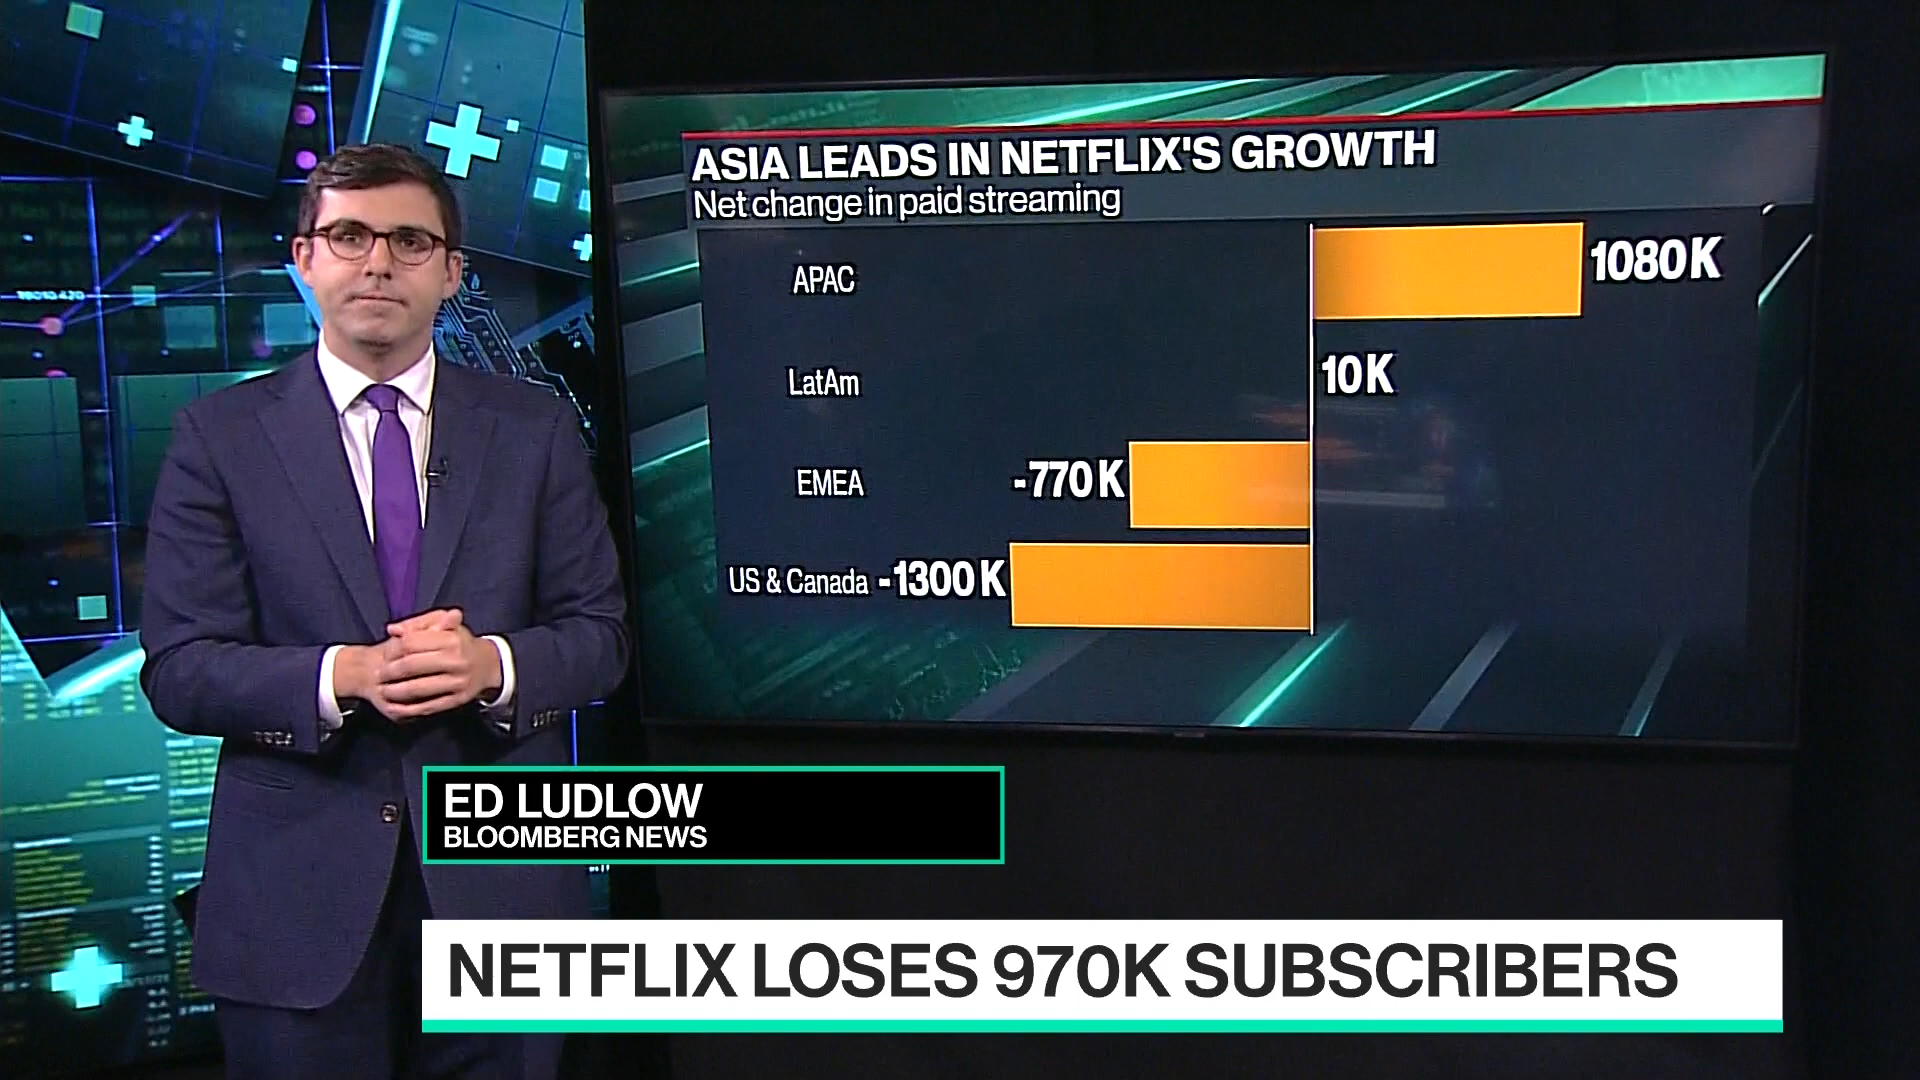 ASIA LEADS IN NETFLIX'S GROWTH
Net change in paid streaming
APAC 1080K
LatAm 10K
EMEA -770K
US & Canada -1300K
ED LUDLOW
BLOOMBERG NEWS
NETFLIX LOSES 970K SUBSCRIBERS